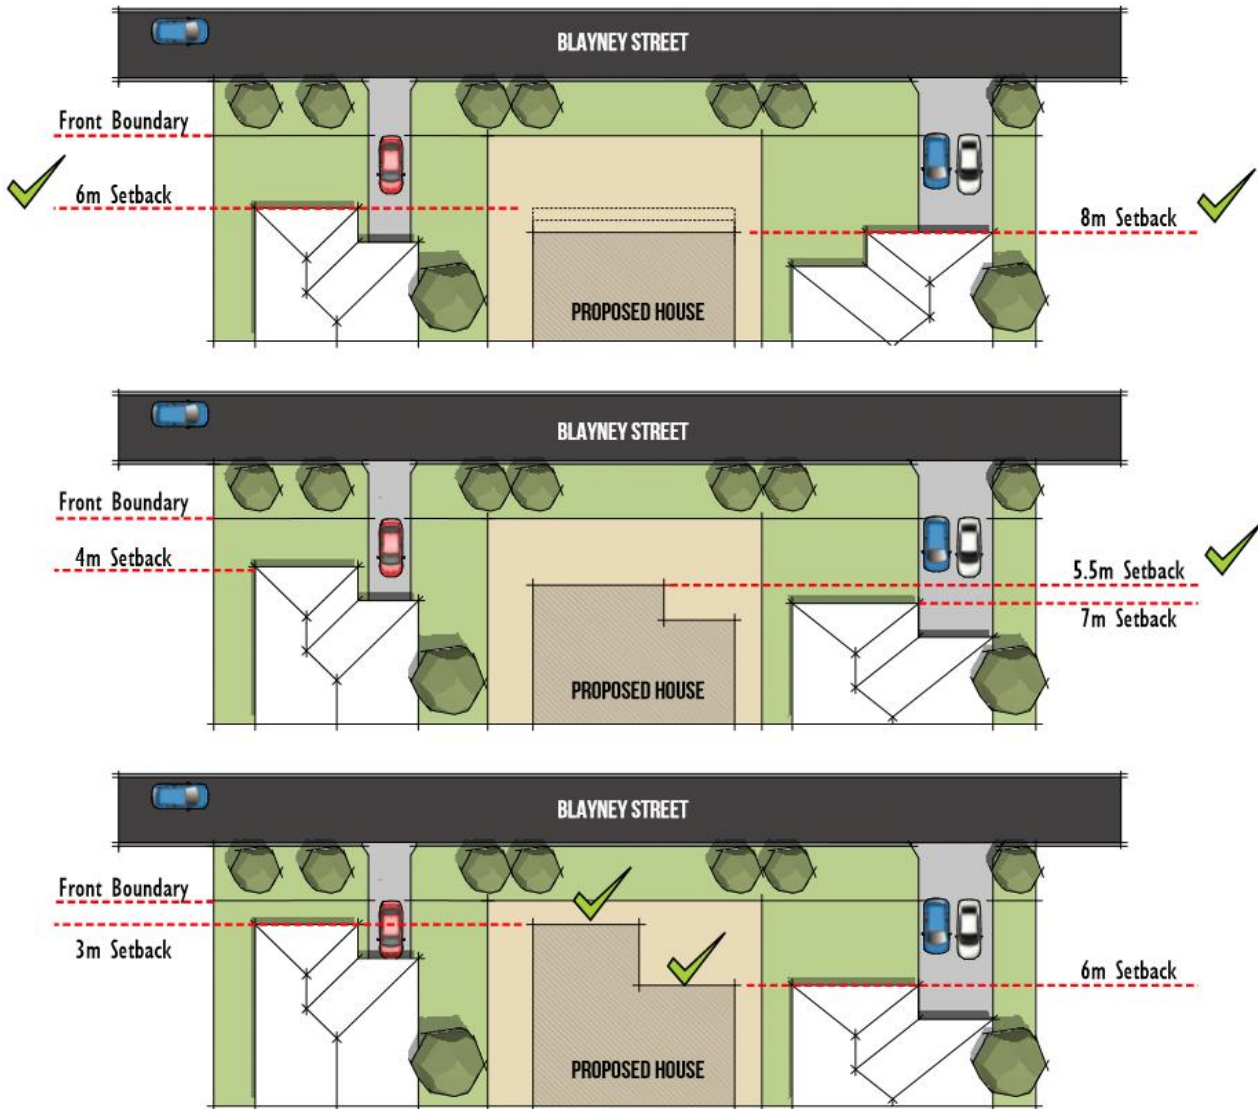 BLAYNEY STREET
Front Boundary
6m Setback
8m Setback
PROPOSED HOUSE
BLAYNEY STREET
Front Boundary
4m Setback
5.5m Setback
7m Setback
PROPOSED HOUSE
BLAYNEY STREET
Front Boundary
3m Setback
6m Setback
PROPOSED HOUSE